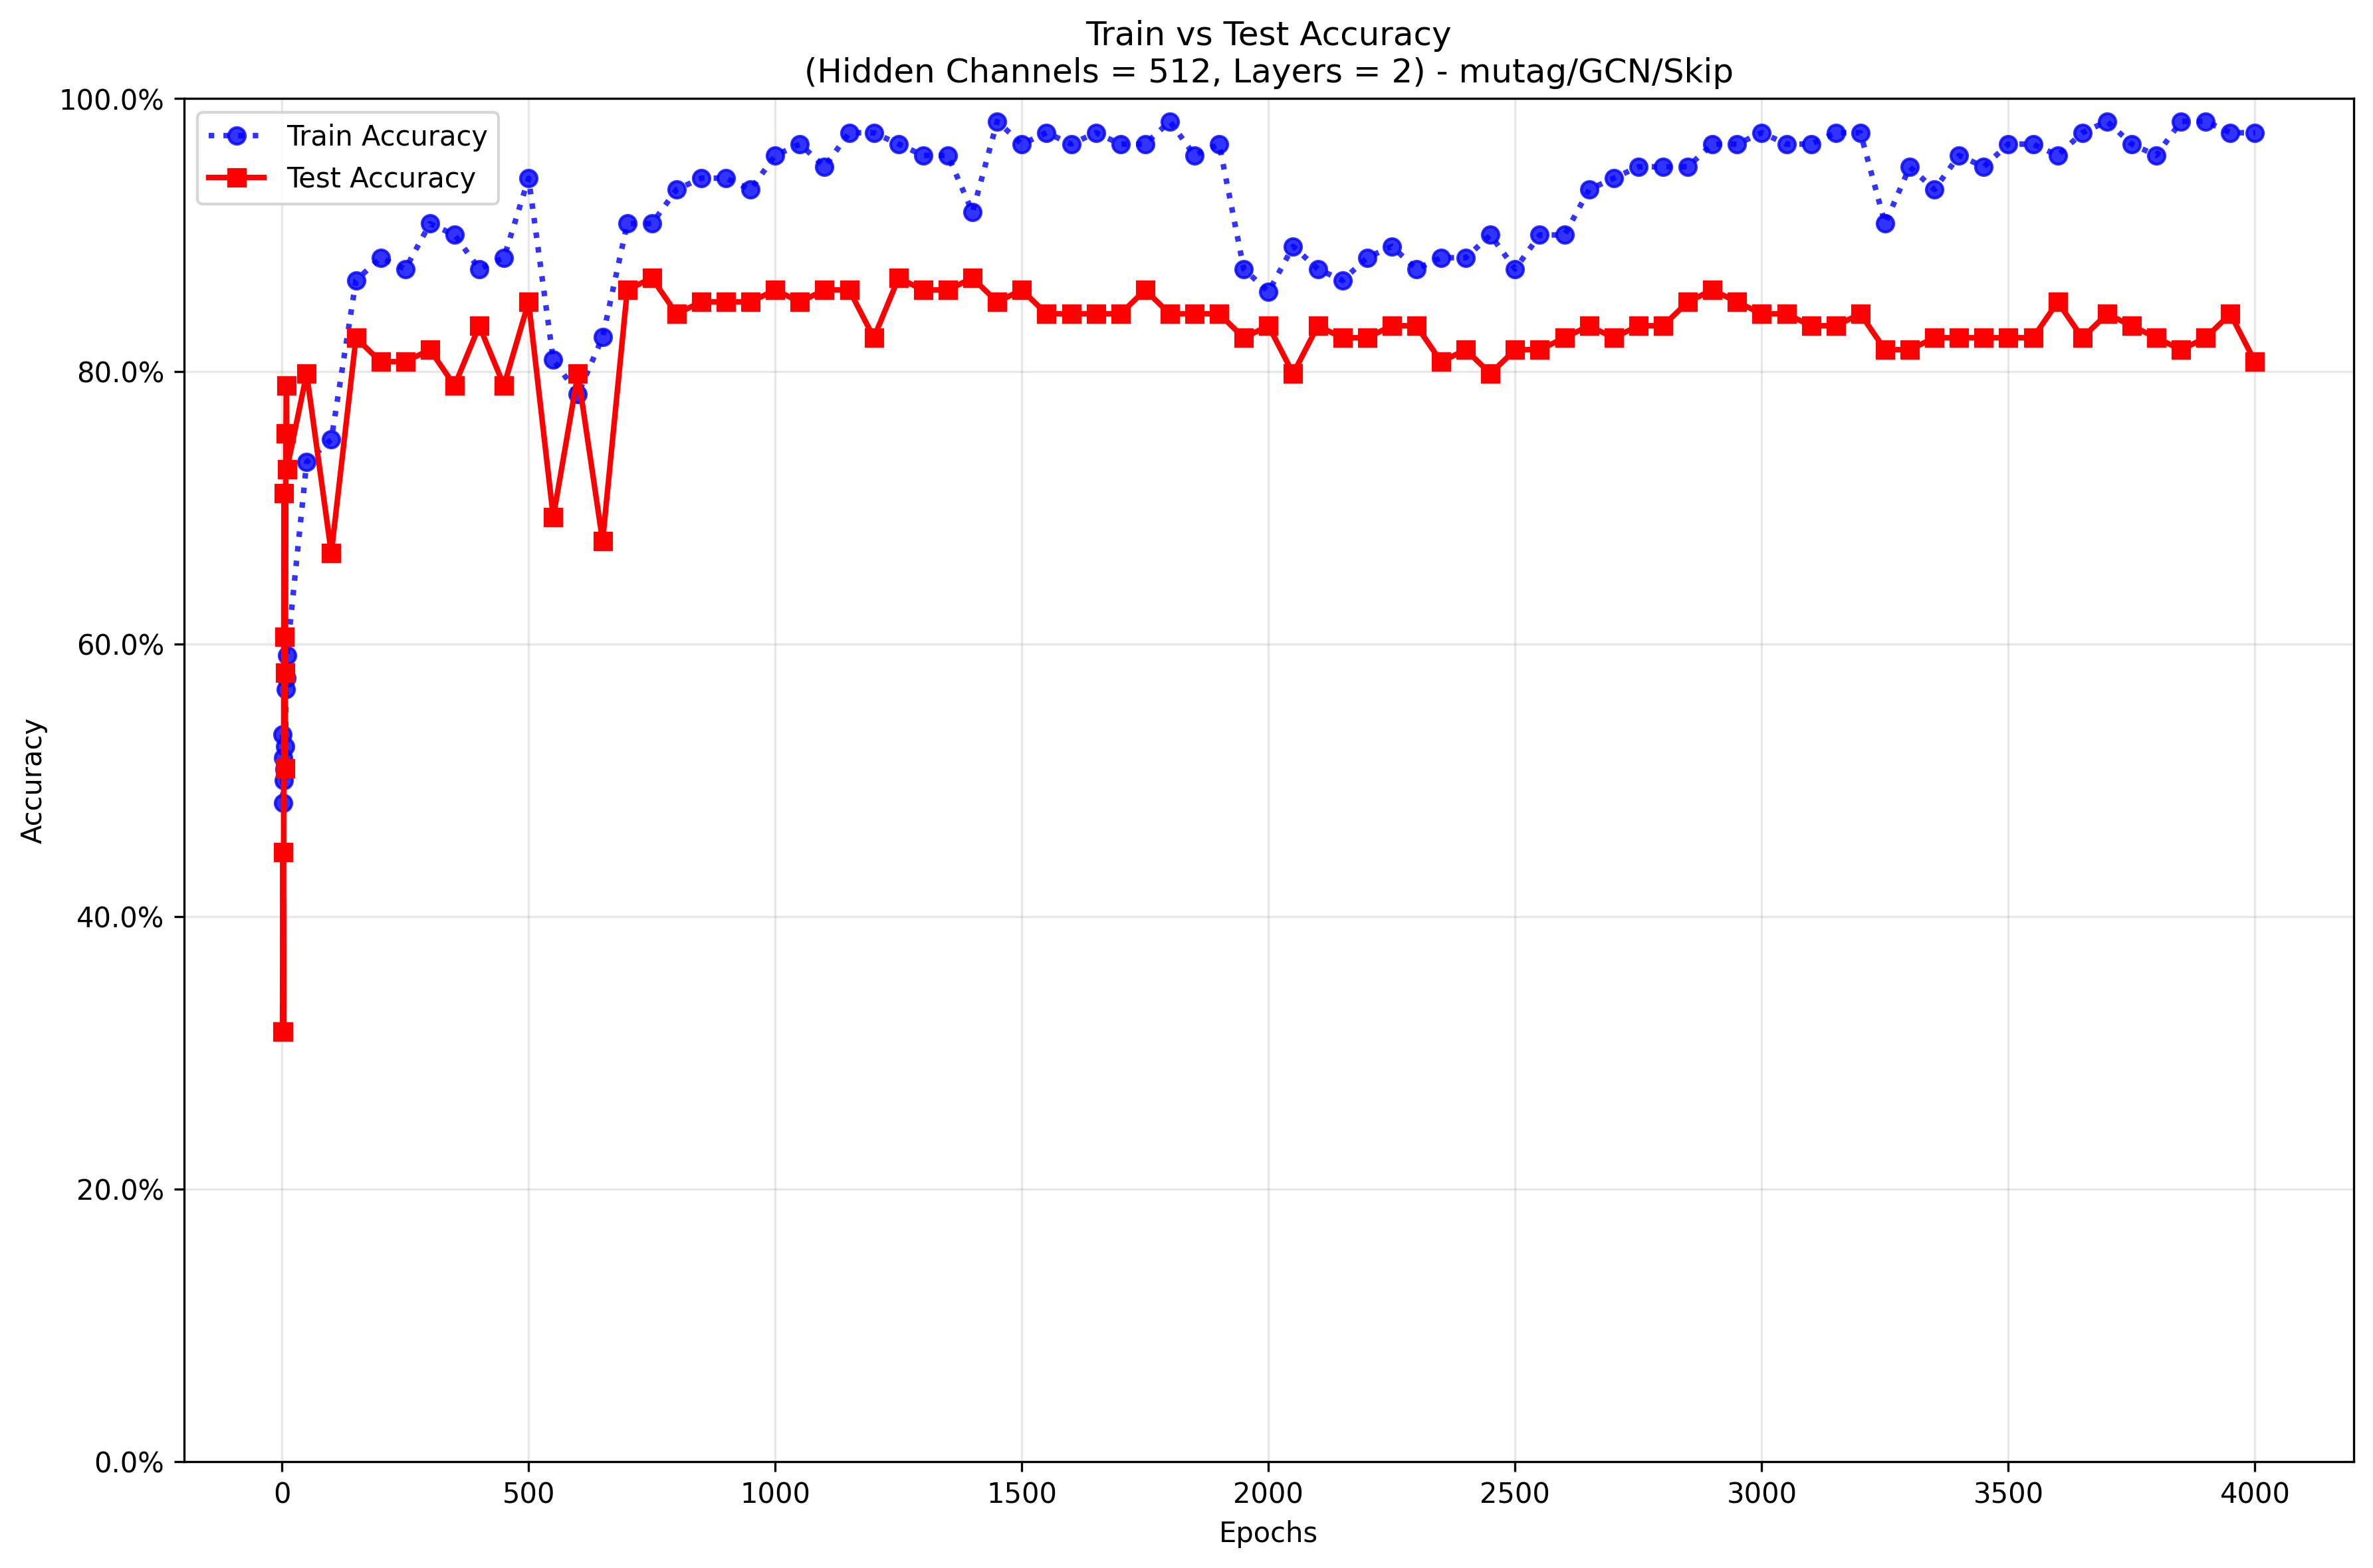 Train vs Test Accuracy
(Hidden Channels = 512, Layers = 2) - mutag/GCN/Skip
100.0%
80.0%
60.0%
40.0%
20.0%
0.0%
Accuracy
Train Accuracy
Test Accuracy
0
500
1000
1500
2000
2500
3000
3500
4000
Epochs